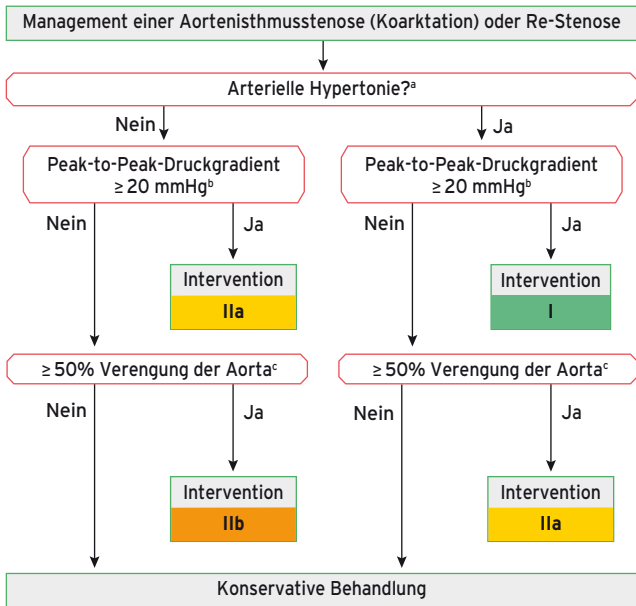 Management einer Aortenisthmusstenose (Koarktation) oder Re-Stenose
Arterielle Hypertonie?ᵃ
Nein
Ja
Peak-to-Peak-Druckgradient
≥ 20 mmHgᵇ
Peak-to-Peak-Druckgradient
≥ 20 mmHgᵇ
Nein
Ja
Nein
Ja
Intervention
IIa
Intervention
I
≥ 50% Verengung der Aortaᶜ
≥ 50% Verengung der Aortaᶜ
Nein
Ja
Nein
Ja
Intervention
IIb
Intervention
IIa
Konservative Behandlung